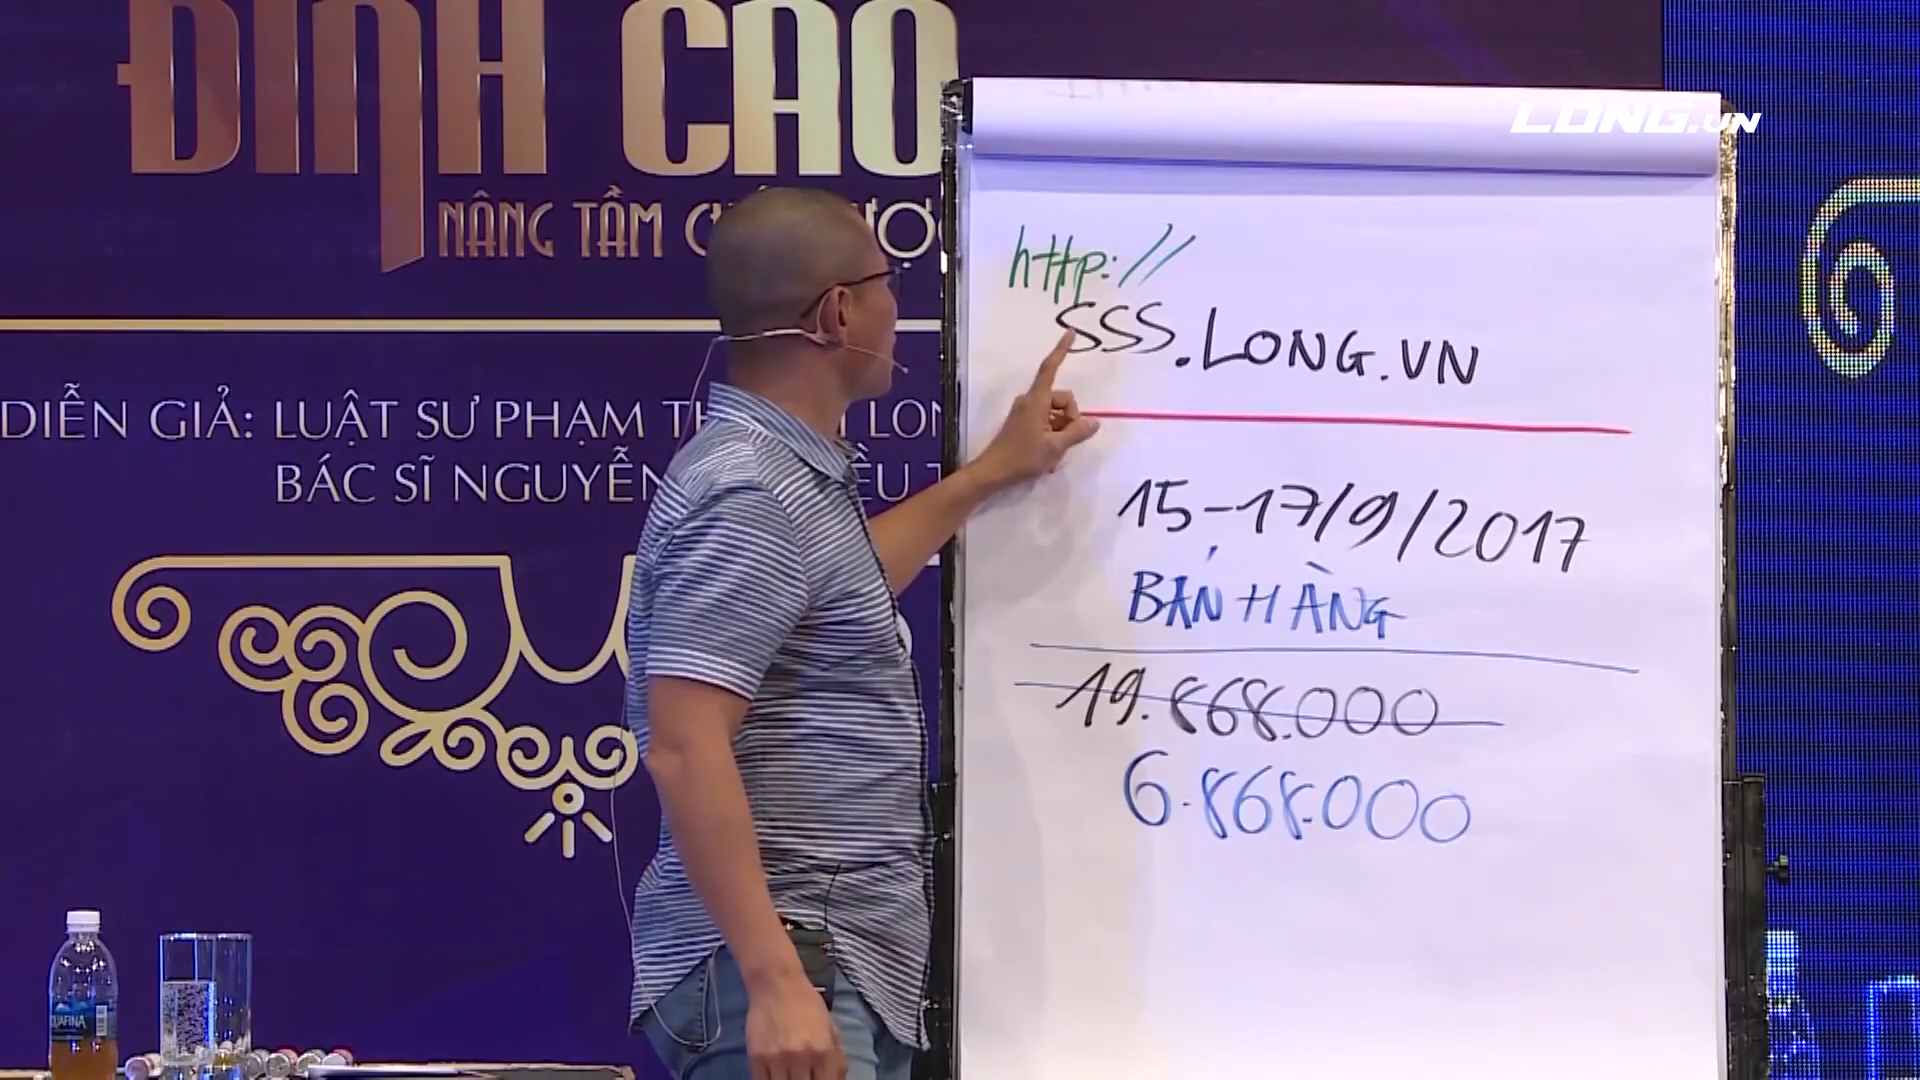 ĐỈNH CAO
NÂNG TẦM
DIỄN GIẢ: LUẬT SƯ PHẠM
BÁC SĨ NGUYỄN
LONG.VN
http://
SSS.LONG.VN
15-17/9/2017
BÁN HÀNG
19.868.000
6.868.000